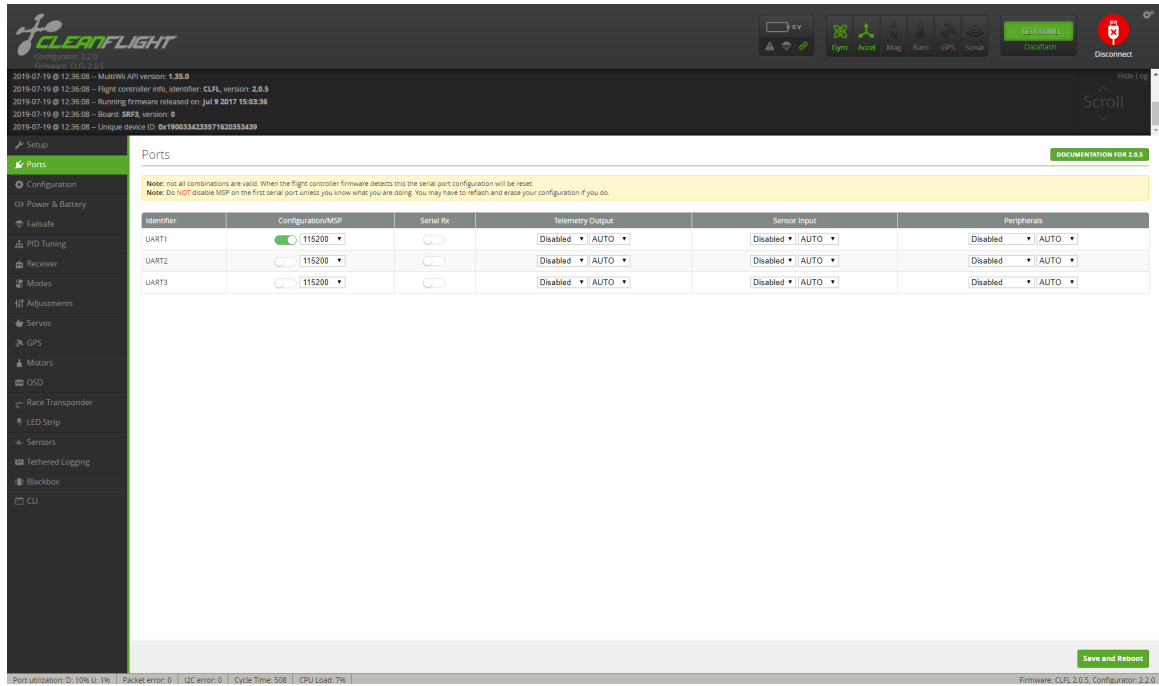 CLEANFLIGHT
Configurator: 2.2.0
Firmware: CLFL 2.0.5
0 V
Gyro Accel Mag Baro GPS Sonar
Dataflash
Disconnect
2019-07-19 @ 12:36:08 -- MultiWii API version: 1.35.0
Hide Log
2019-07-19 @ 12:36:08 -- Flight controller info, identifier: CLFL, version: 2.0.5
2019-07-19 @ 12:36:08 -- Running firmware released on: Jul 9 2017 15:03:36
Scroll
2019-07-19 @ 12:36:08 -- Board: SRF3, version: 0
2019-07-19 @ 12:36:08 -- Unique device ID: 0x1900334233571620353439
Setup
Ports
Configuration
Power & Battery
Failsafe
PID Tuning
Receiver
Modes
Adjustments
Servos
GPS
Motors
OSD
Race Transponder
LED Strip
Sensors
Tethered Logging
Blackbox
CLI
Ports
DOCUMENTATION FOR 2.0.5
Note: not all combinations are valid. When the flight controller firmware detects this the serial port configuration will be reset.
Note: Do NOT disable MSP on the first serial port unless you know what you are doing. You may have to reflash and erase your configuration if you do.
Identifier Configuration/MSP Serial Rx Telemetry Output Sensor Input Peripherals
UART1 115200 Disabled AUTO Disabled AUTO Disabled AUTO
UART2 115200 Disabled AUTO Disabled AUTO Disabled AUTO
UART3 115200 Disabled AUTO Disabled AUTO Disabled AUTO
Save and Reboot
Port utilization: D: 10% U: 1% Packet error: 0 I2C error: 0 Cycle Time: 508 CPU Load: 7% Firmware: CLFL 2.0.5, Configurator: 2.2.0